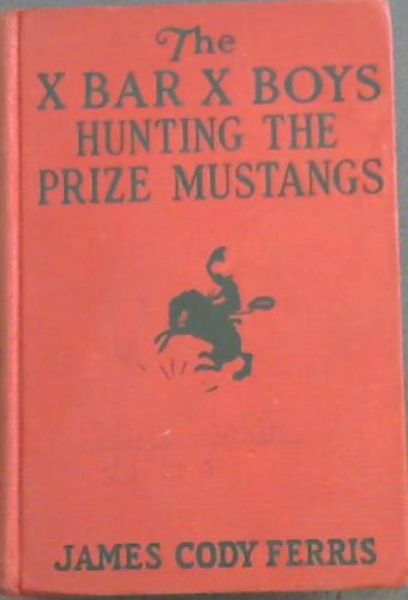 The
X BAR X BOYS
HUNTING THE
PRIZE MUSTANGS
JAMES CODY FERRIS